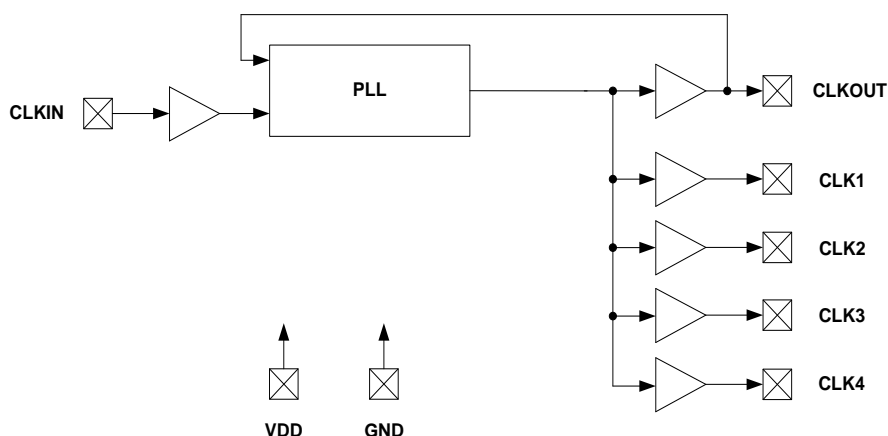 PLL
CLKIN
CLKOUT
CLK1
CLK2
CLK3
CLK4
VDD
GND